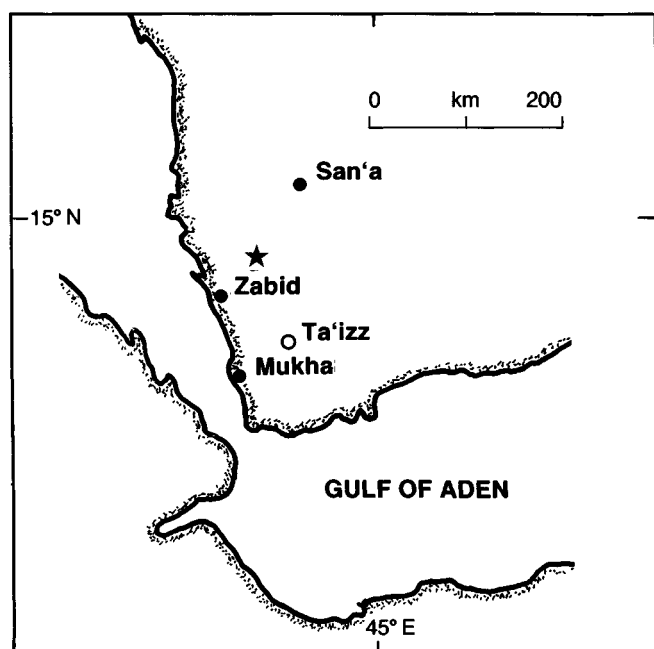 0 km 200
San‘a
15° N
Zabid
Ta‘izz
Mukha
GULF OF ADEN
45° E